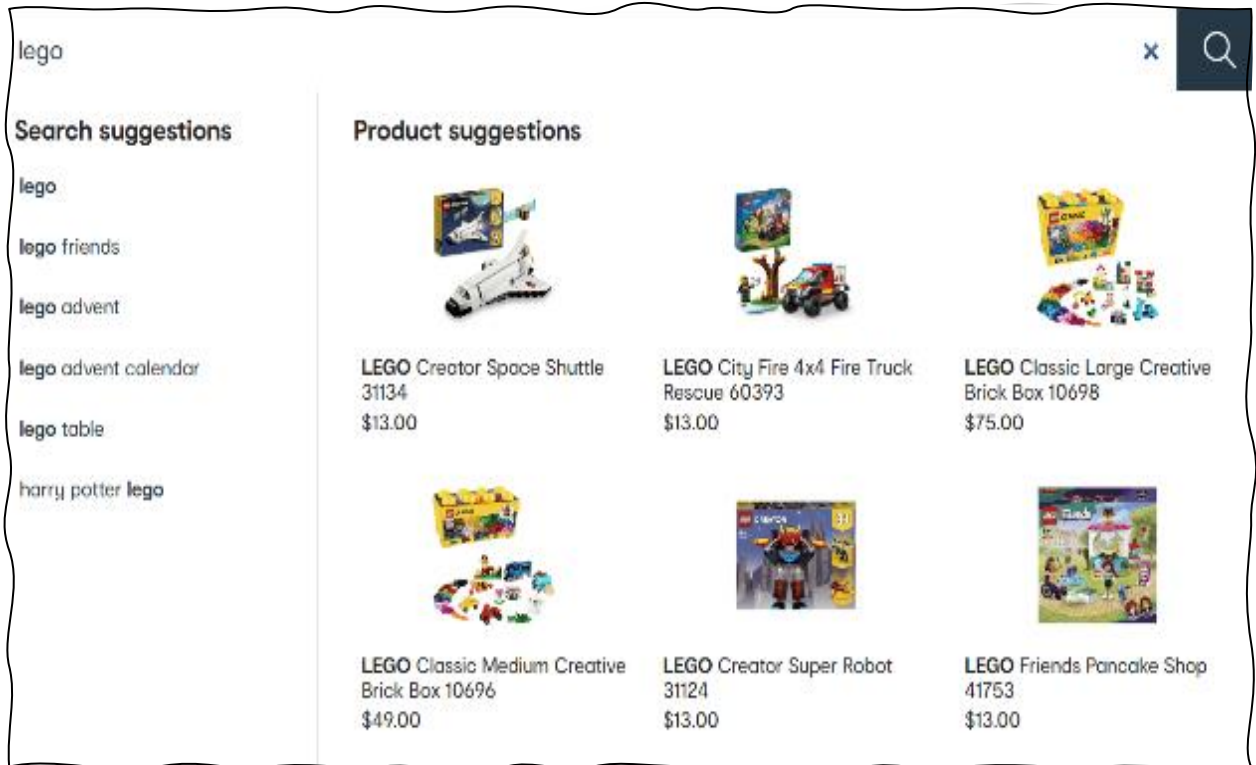 lego
x
Search suggestions
lego
lego friends
lego advent
lego advent calendar
lego table
harry potter lego
Product suggestions
LEGO Creator Space Shuttle
31134
$13.00
LEGO City Fire 4x4 Fire Truck
Rescue 60393
$13.00
LEGO Classic Large Creative
Brick Box 10698
$75.00
LEGO Classic Medium Creative
Brick Box 10696
$49.00
LEGO Creator Super Robot
31124
$13.00
LEGO Friends Pancake Shop
41753
$13.00